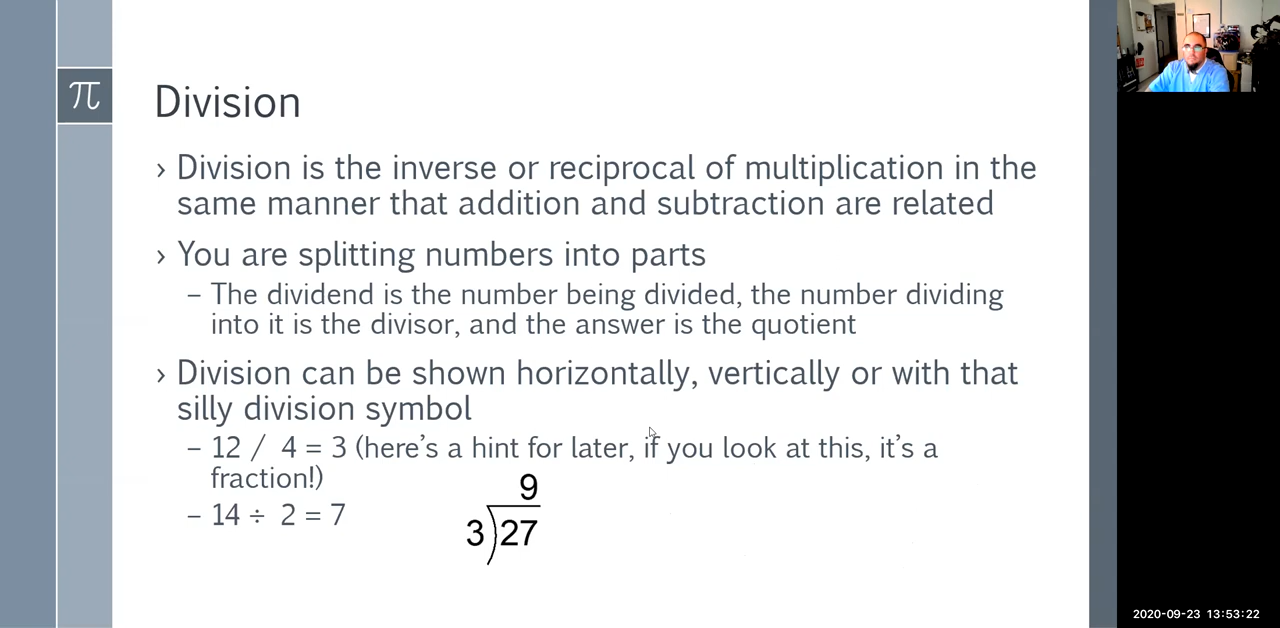 π
Division
› Division is the inverse or reciprocal of multiplication in the
same manner that addition and subtraction are related
› You are splitting numbers into parts
– The dividend is the number being divided, the number dividing
into it is the divisor, and the answer is the quotient
› Division can be shown horizontally, vertically or with that
silly division symbol
– 12 / 4 = 3 (here’s a hint for later, if you look at this, it’s a
fraction!)
– 14 ÷ 2 = 7
9
3)27
2020-09-23 13:53:22